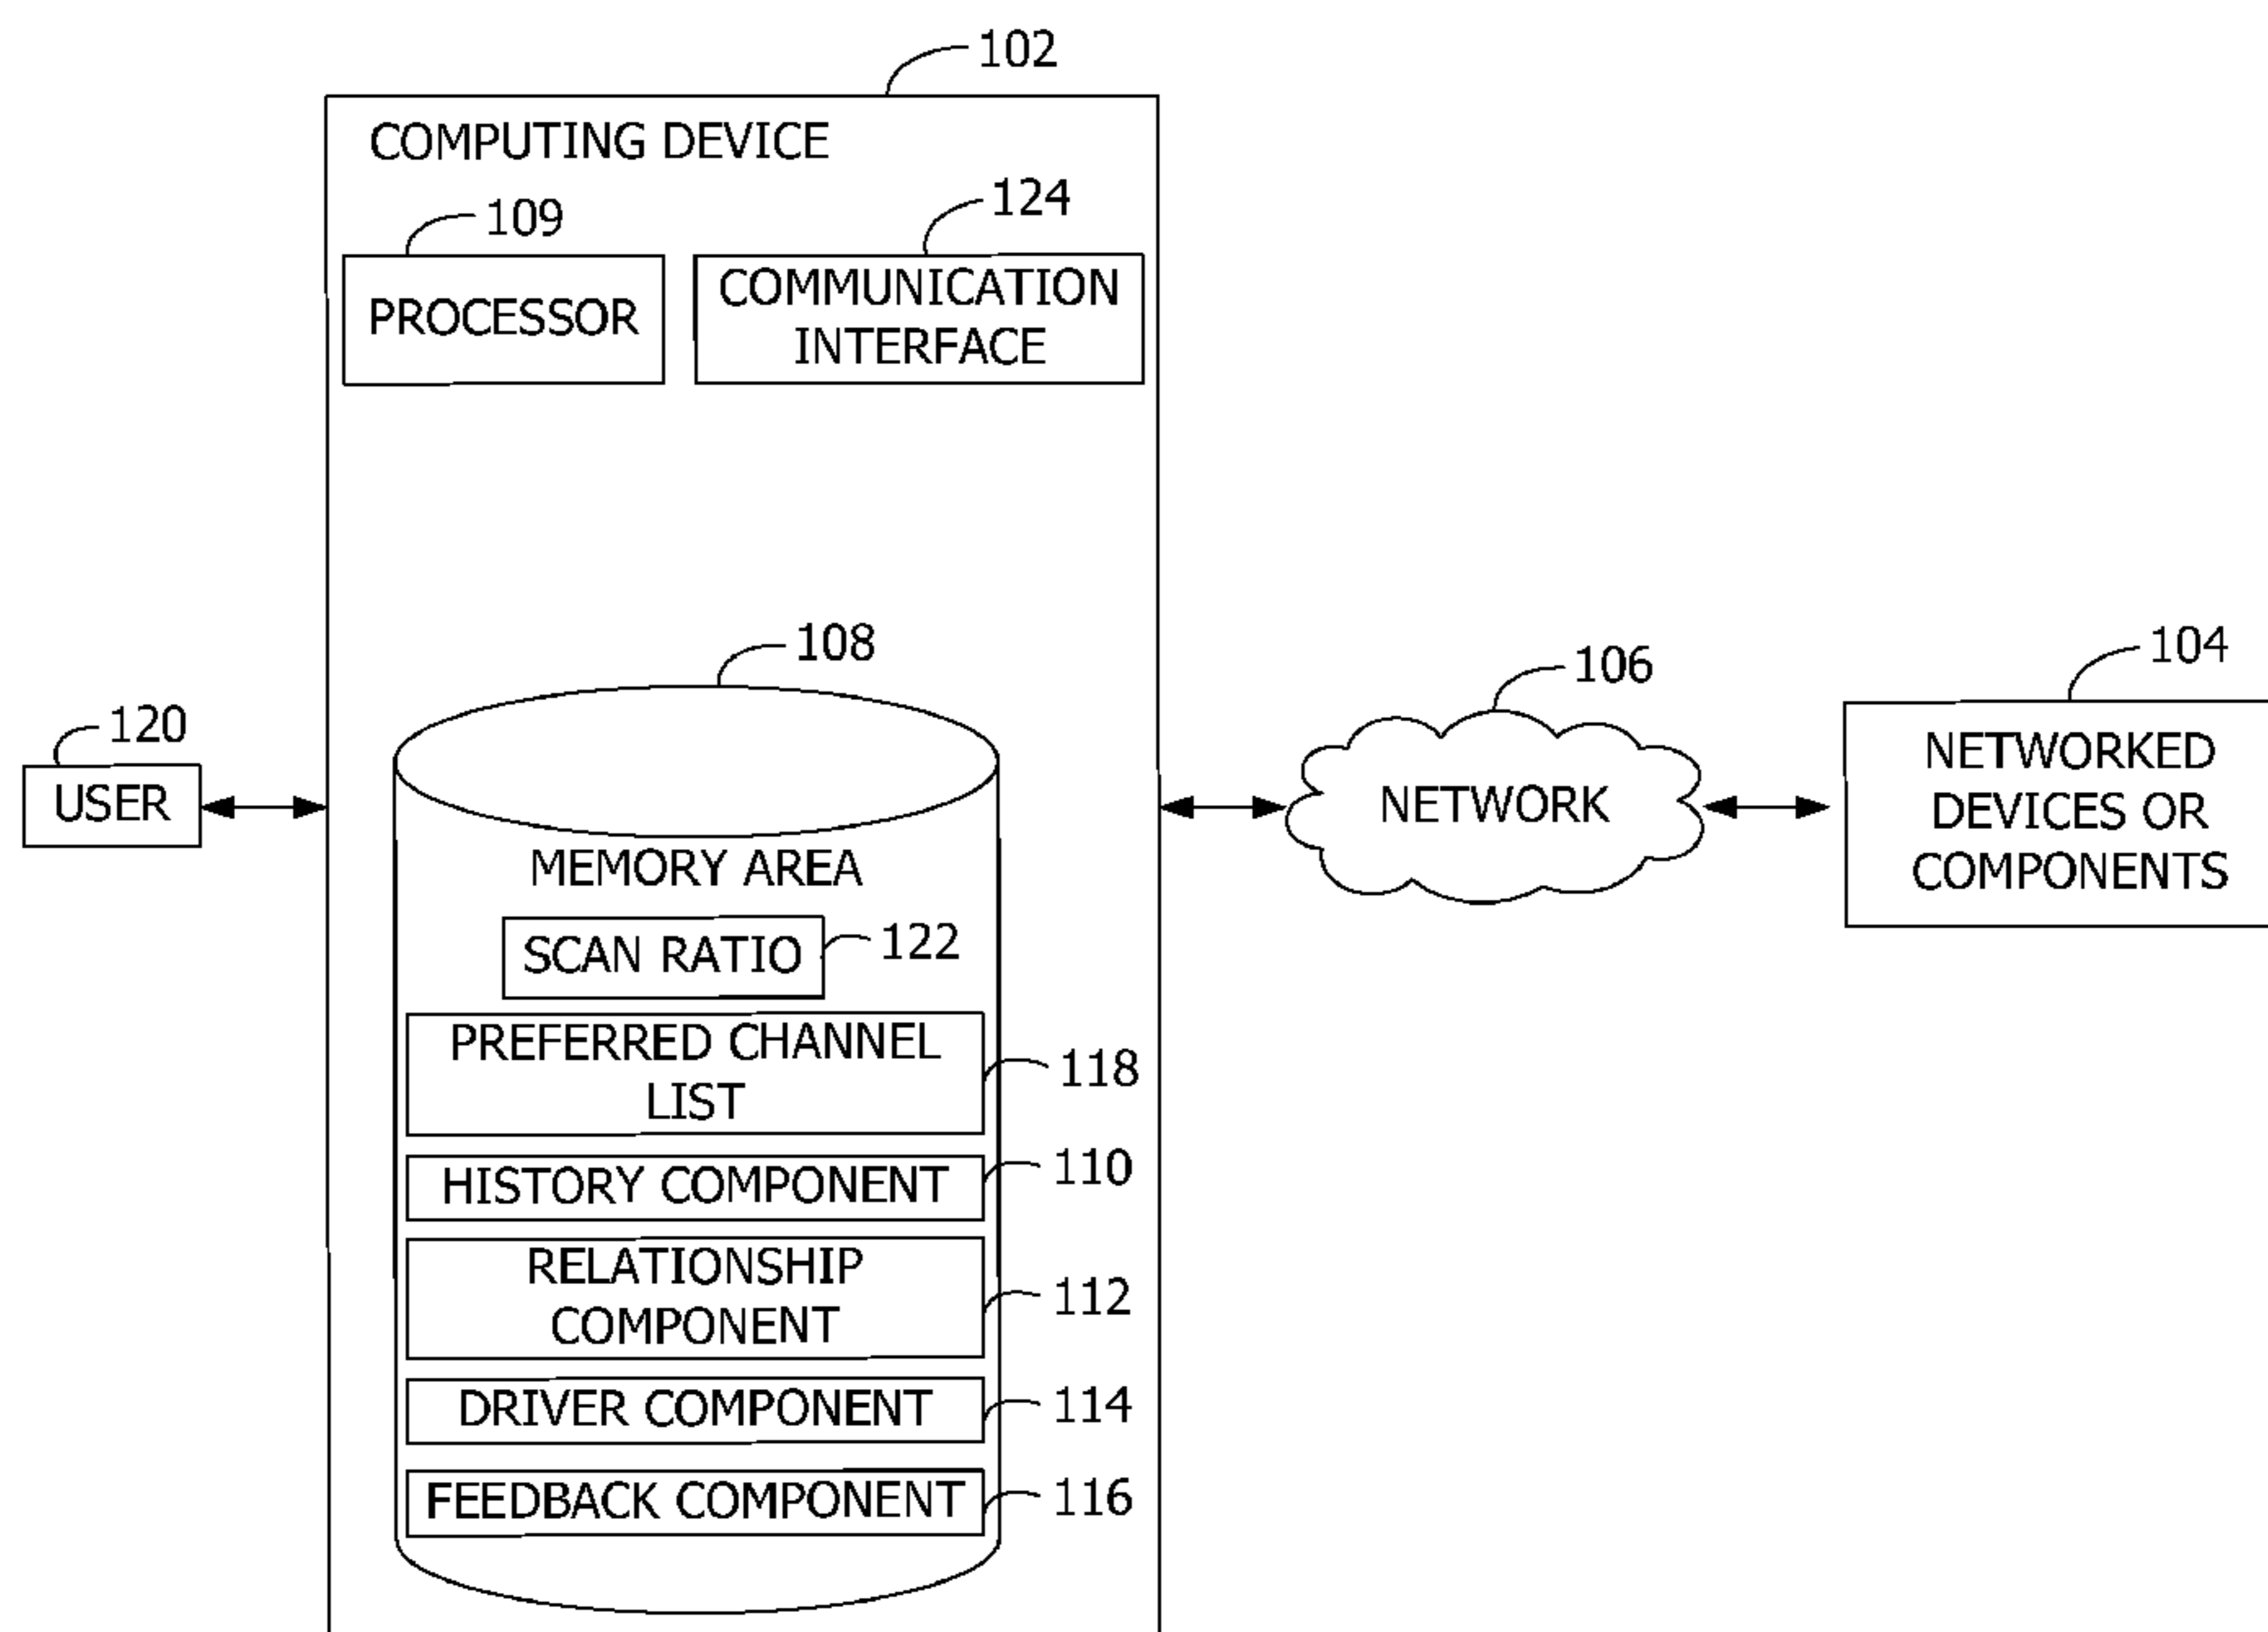 102
COMPUTING DEVICE
109
124
PROCESSOR
COMMUNICATION
INTERFACE
108
120
USER
106
NETWORK
104
NETWORKED
DEVICES OR
COMPONENTS
MEMORY AREA
SCAN RATIO
122
PREFERRED CHANNEL
LIST
118
HISTORY COMPONENT
110
RELATIONSHIP
COMPONENT
112
DRIVER COMPONENT
114
FEEDBACK COMPONENT
116